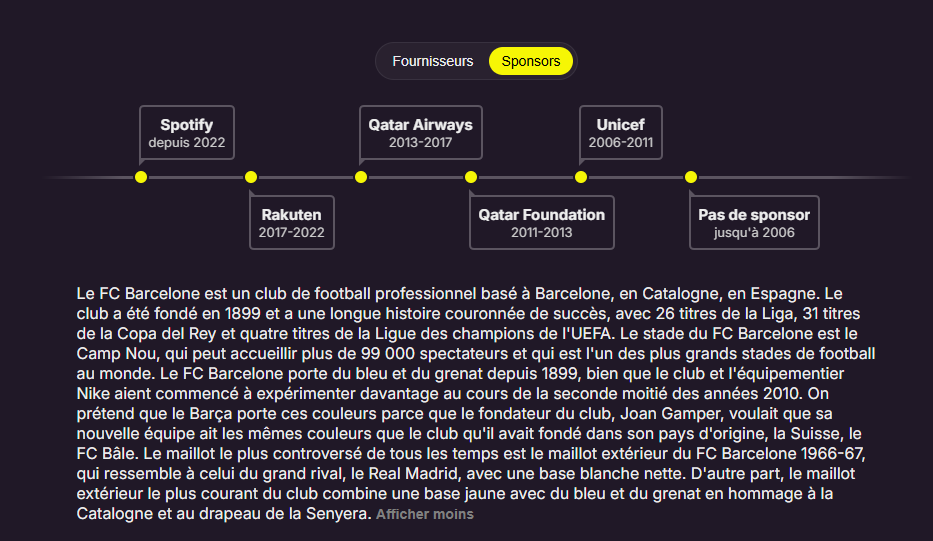 Fournisseurs Sponsors
Spotify
depuis 2022
Qatar Airways
2013-2017
Unicef
2006-2011
Rakuten
2017-2022
Qatar Foundation
2011-2013
Pas de sponsor
jusqu'à 2006
Le FC Barcelone est un club de football professionnel basé à Barcelone, en Catalogne, en Espagne. Le
club a été fondé en 1899 et a une longue histoire couronnée de succès, avec 26 titres de la Liga, 31 titres
de la Copa del Rey et quatre titres de la Ligue des champions de l'UEFA. Le stade du FC Barcelone est le
Camp Nou, qui peut accueillir plus de 99 000 spectateurs et qui est l'un des plus grands stades de football
au monde. Le FC Barcelone porte du bleu et du grenat depuis 1899, bien que le club et l'équipementier
Nike aient commencé à expérimenter davantage au cours de la seconde moitié des années 2010. On
prétend que le Barça porte ces couleurs parce que le fondateur du club, Joan Gamper, voulait que sa
nouvelle équipe ait les mêmes couleurs que le club qu'il avait fondé dans son pays d'origine, la Suisse, le
FC Bâle. Le maillot le plus controversé de tous les temps est le maillot extérieur du FC Barcelone 1966-67,
qui ressemble à celui du grand rival, le Real Madrid, avec une base blanche nette. D'autre part, le maillot
extérieur le plus courant du club combine une base jaune avec du bleu et du grenat en hommage à la
Catalogne et au drapeau de la Senyera. Afficher moins